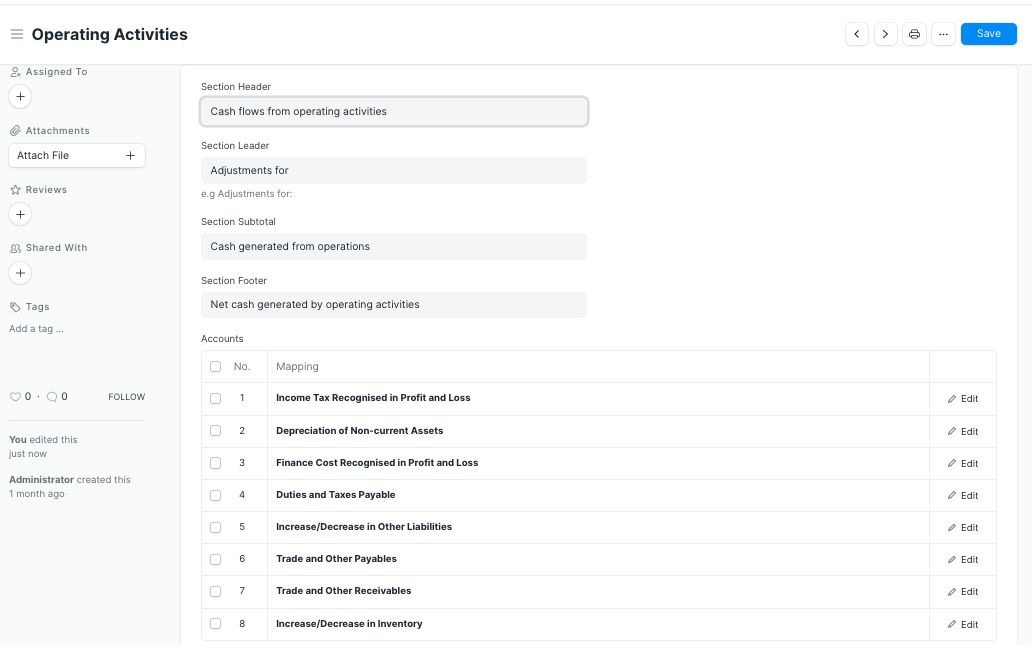 Operating Activities
Save
Assigned To
Attachments
Attach File
Reviews
Shared With
Tags
Add a tag ...
0 · 0 FOLLOW
You edited this
just now
Administrator created this
1 month ago
Section Header
Cash flows from operating activities
Section Leader
Adjustments for
e.g Adjustments for:
Section Subtotal
Cash generated from operations
Section Footer
Net cash generated by operating activities
Accounts
No. Mapping
1 Income Tax Recognised in Profit and Loss Edit
2 Depreciation of Non-current Assets Edit
3 Finance Cost Recognised in Profit and Loss Edit
4 Duties and Taxes Payable Edit
5 Increase/Decrease in Other Liabilities Edit
6 Trade and Other Payables Edit
7 Trade and Other Receivables Edit
8 Increase/Decrease in Inventory Edit